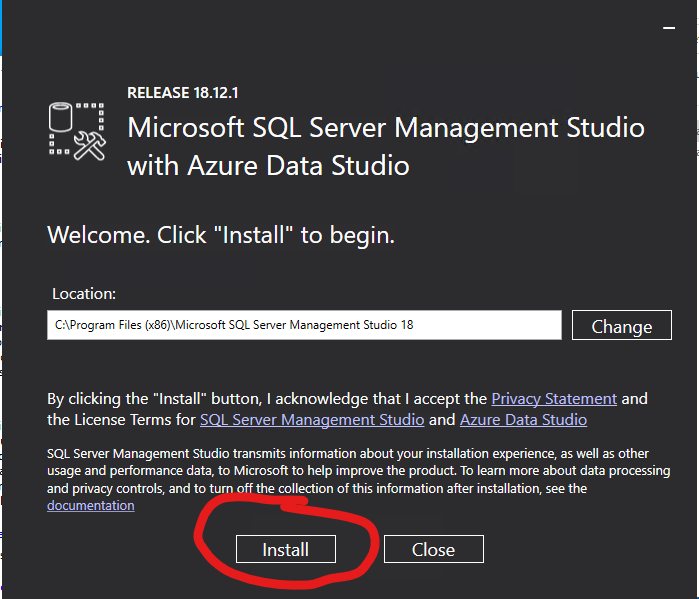 RELEASE 18.12.1
Microsoft SQL Server Management Studio
with Azure Data Studio
Welcome. Click "Install" to begin.
Location:
C:\Program Files (x86)\Microsoft SQL Server Management Studio 18
Change
By clicking the "Install" button, I acknowledge that I accept the Privacy Statement and
the License Terms for SQL Server Management Studio and Azure Data Studio
SQL Server Management Studio transmits information about your installation experience, as well as other
usage and performance data, to Microsoft to help improve the product. To learn more about data processing
and privacy controls, and to turn off the collection of this information after installation, see the
documentation
Install
Close